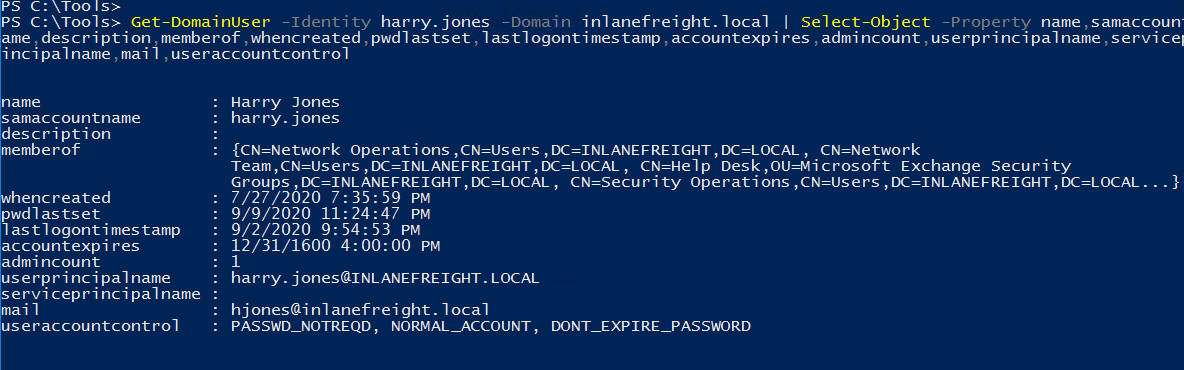 PS C:\Tools>
PS C:\Tools> Get-DomainUser -Identity harry.jones -Domain inlanefreight.local | Select-Object -Property name,samaccountn
ame,description,memberof,whencreated,pwdlastset,lastlogontimestamp,accountexpires,admincount,userprincipalname,servicepr
incipalname,mail,useraccountcontrol
name : Harry Jones
samaccountname : harry.jones
description :
memberof : {CN=Network Operations,CN=Users,DC=INLANEFREIGHT,DC=LOCAL, CN=Network
Team,CN=Users,DC=INLANEFREIGHT,DC=LOCAL, CN=Help Desk,OU=Microsoft Exchange Security
Groups,DC=INLANEFREIGHT,DC=LOCAL, CN=Security Operations,CN=Users,DC=INLANEFREIGHT,DC=LOCAL...}
whencreated : 7/27/2020 7:35:59 PM
pwdlastset : 9/9/2020 11:24:47 PM
lastlogontimestamp : 9/2/2020 9:54:53 PM
accountexpires : 12/31/1600 4:00:00 PM
admincount : 1
userprincipalname : harry.jones@INLANEFREIGHT.LOCAL
serviceprincipalname :
mail : hjones@inlanefreight.local
useraccountcontrol : PASSWD_NOTREQD, NORMAL_ACCOUNT, DONT_EXPIRE_PASSWORD